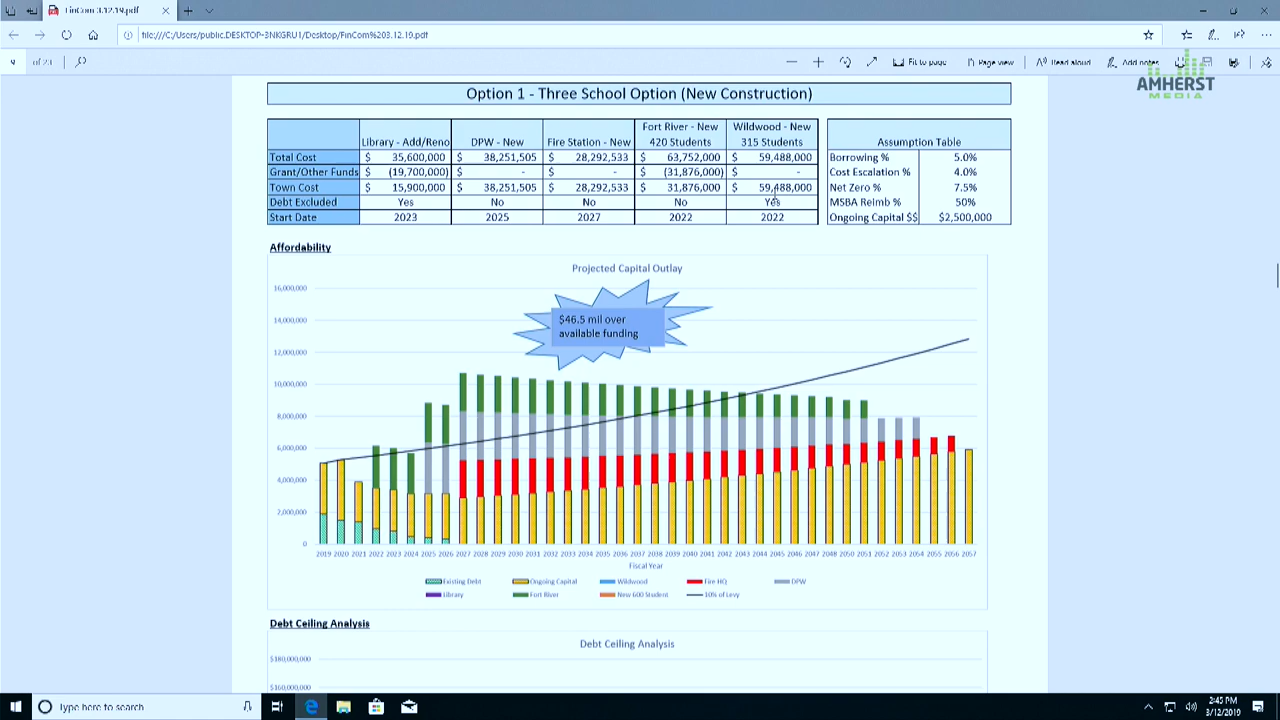 FinCom 3.12.19.pdf
file:///C:/Users/public.DESKTOP-3NKGRU1/Desktop/FinCom%203.12.19.pdf
9 of 23 Fit to page Page view Read aloud Add notes
AMHERST
MEDIA
Option 1 - Three School Option (New Construction)
Fort River - New Wildwood - New
Library - Add/Reno DPW - New Fire Station - New 420 Students 315 Students Assumption Table
Total Cost $ 35,600,000 $ 38,251,505 $ 28,292,533 $ 63,752,000 $ 59,488,000 Borrowing % 5.0%
Grant/Other Funds $ (19,700,000) $ - $ - $ (31,876,000) $ - Cost Escalation % 4.0%
Town Cost $ 15,900,000 $ 38,251,505 $ 28,292,533 $ 31,876,000 $ 59,488,000 Net Zero % 7.5%
Debt Excluded Yes No No No Yes MSBA Reimb % 50%
Start Date 2023 2025 2027 2022 2022 Ongoing Capital $$ $2,500,000
Affordability
Projected Capital Outlay
16,000,000
$46.5 mil over
available funding
14,000,000
12,000,000
10,000,000
8,000,000
6,000,000
4,000,000
2,000,000
0
2019 2020 2021 2022 2023 2024 2025 2026 2027 2028 2029 2030 2031 2032 2033 2034 2035 2036 2037 2038 2039 2040 2041 2042 2043 2044 2045 2046 2047 2048 2049 2050 2051 2052 2053 2054 2055 2056 2057
Fiscal Year
Existing Debt Ongoing Capital Wildwood Fire HQ DPW
Library Fort River New 600 Student 10% of Levy
Debt Ceiling Analysis
Debt Ceiling Analysis
$180,000,000
$160,000,000
Type here to search
2:45 PM
3/12/2019